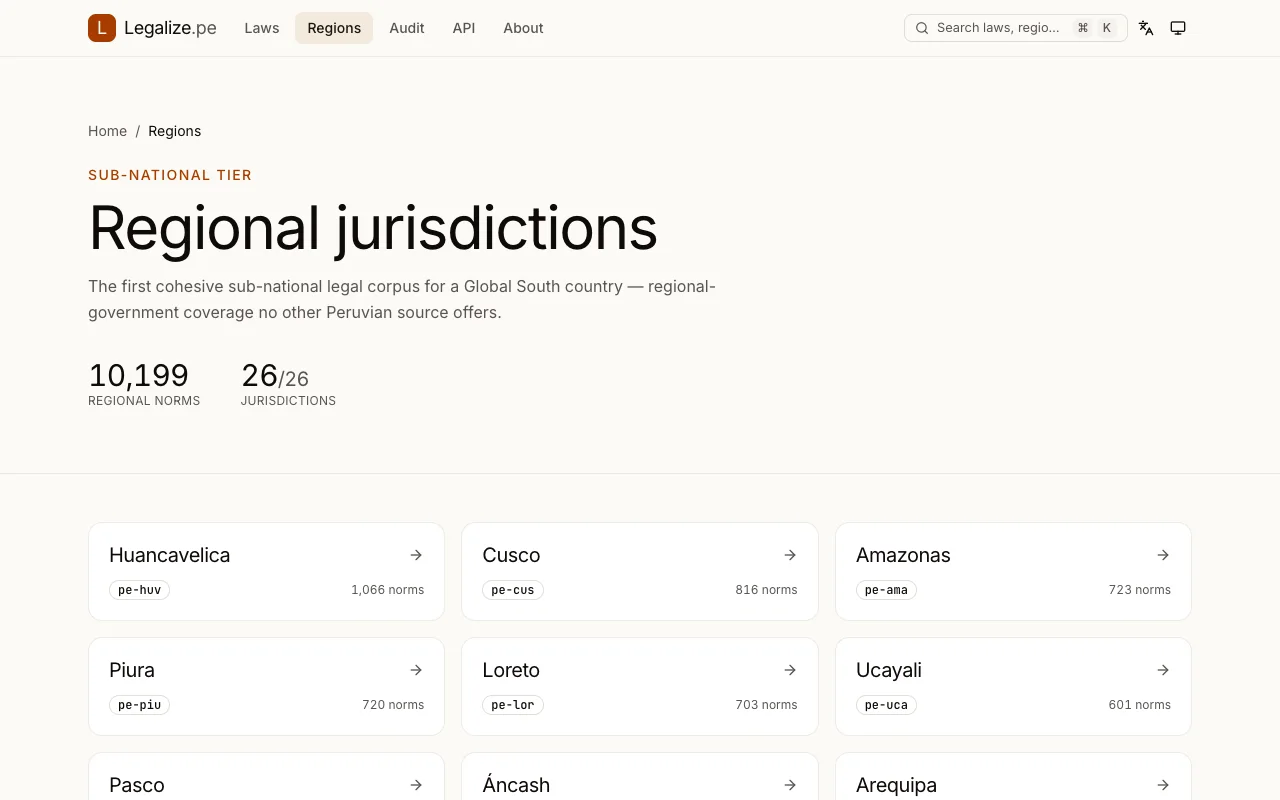 L Legalize.pe Laws Regions Audit API About Search laws, regio... ⌘ K
Home / Regions
SUB-NATIONAL TIER
Regional jurisdictions
The first cohesive sub-national legal corpus for a Global South country — regional-
government coverage no other Peruvian source offers.
10,199 26/26
REGIONAL NORMS JURISDICTIONS
Huancavelica Cusco Amazonas
pe-huv 1,066 norms pe-cus 816 norms pe-ama 723 norms
Piura Loreto Ucayali
pe-piu 720 norms pe-lor 703 norms pe-uca 601 norms
Pasco Áncash Arequipa